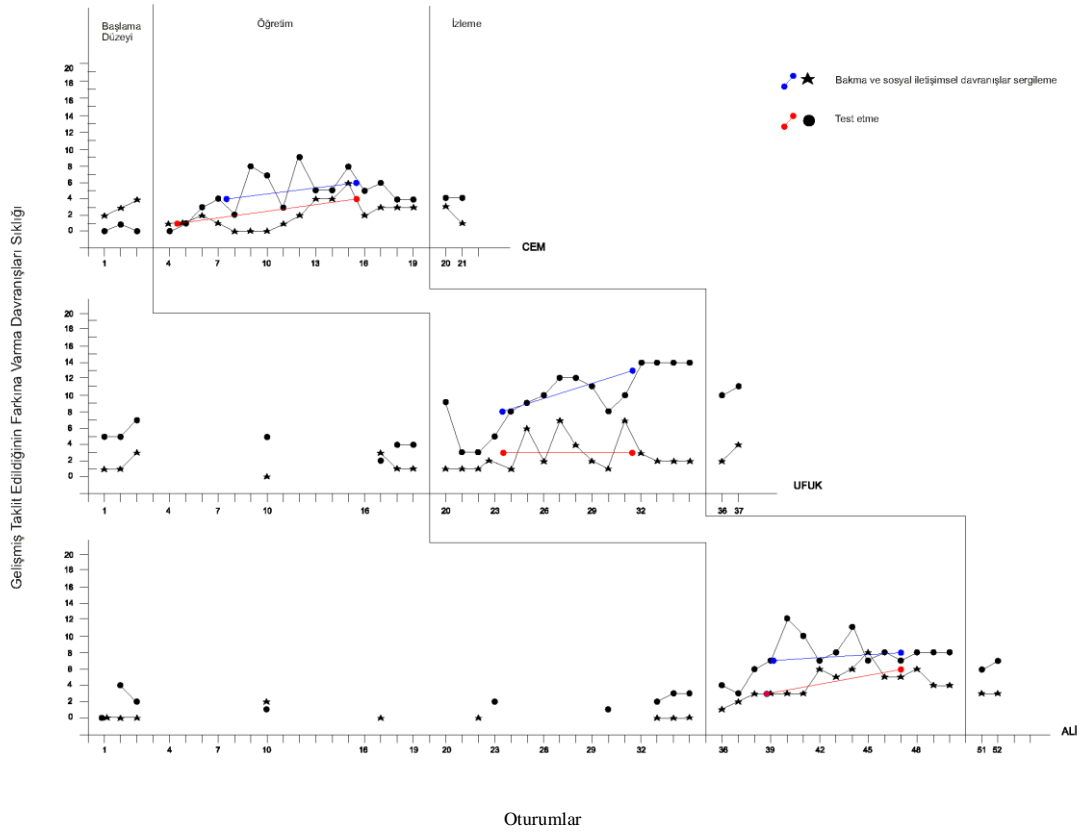 Başlama
Düzeyi
Öğretim
İzleme
Bakma ve sosyal iletişimsel davranışlar sergileme
Test etme
Gelişmiş Taklit Edildiğinin Farkına Varma Davranışları Sıklığı
20
18
16
14
12
10
8
6
4
2
0
1 4 7 10 13 16 19 20 21
CEM
20
18
16
14
12
10
8
6
4
2
0
1 4 7 10 16 19 20 23 26 29 32 36 37
UFUK
20
18
16
14
12
10
8
6
4
2
0
1 4 7 10 16 19 20 23 26 29 32 36 39 42 45 48 51 52
ALİ
Oturumlar